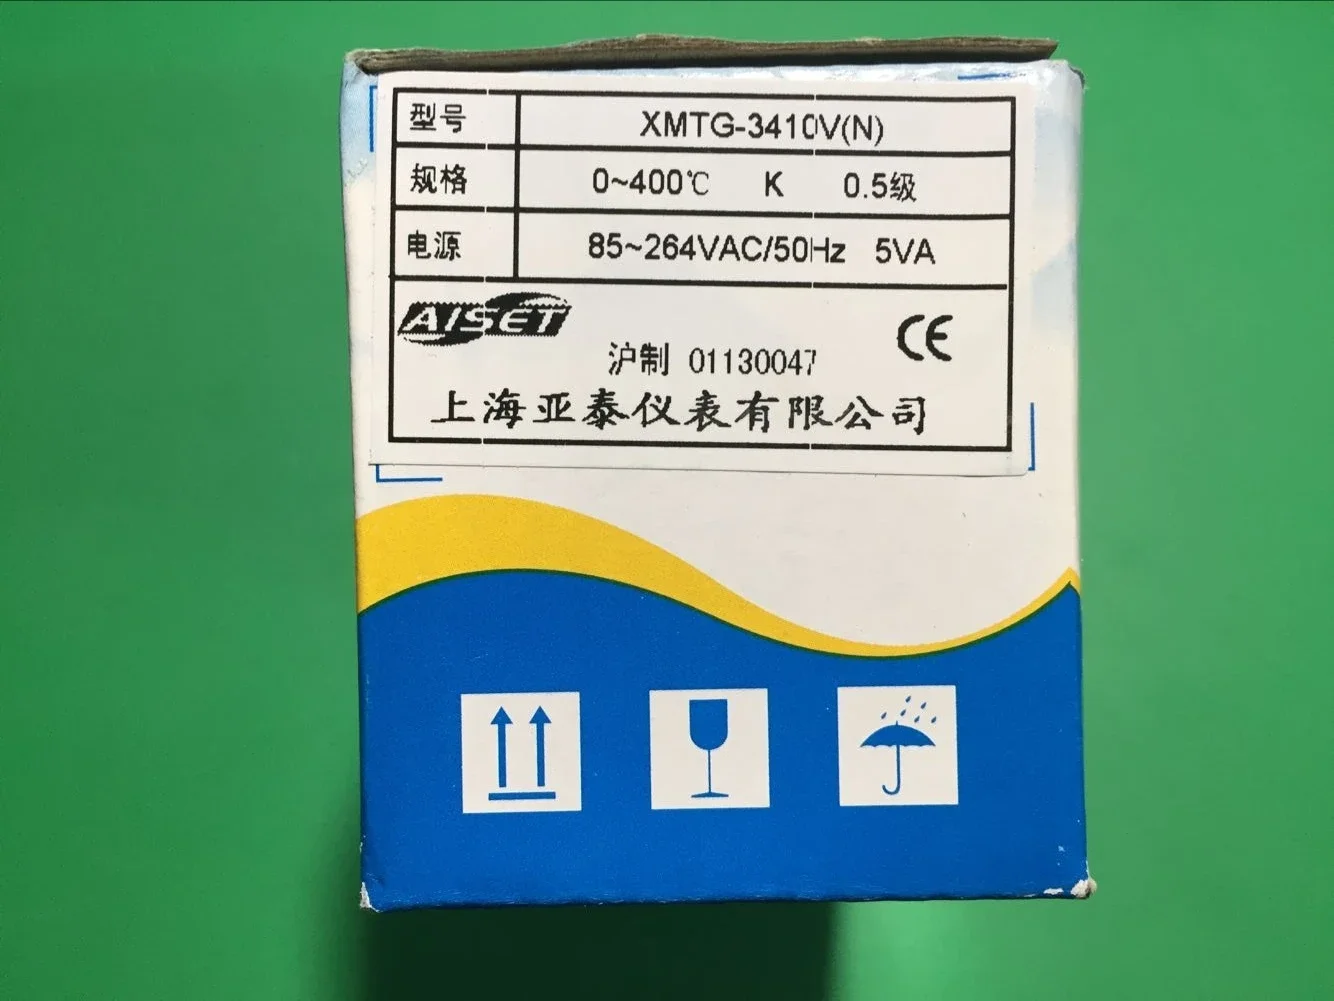 型号 XMTG-3410V(N)
规格 0~400℃ K 0.5级
电源 85~264VAC/50Hz 5VA
AISET
CE
沪制 01130047
上海亚泰仪表有限公司